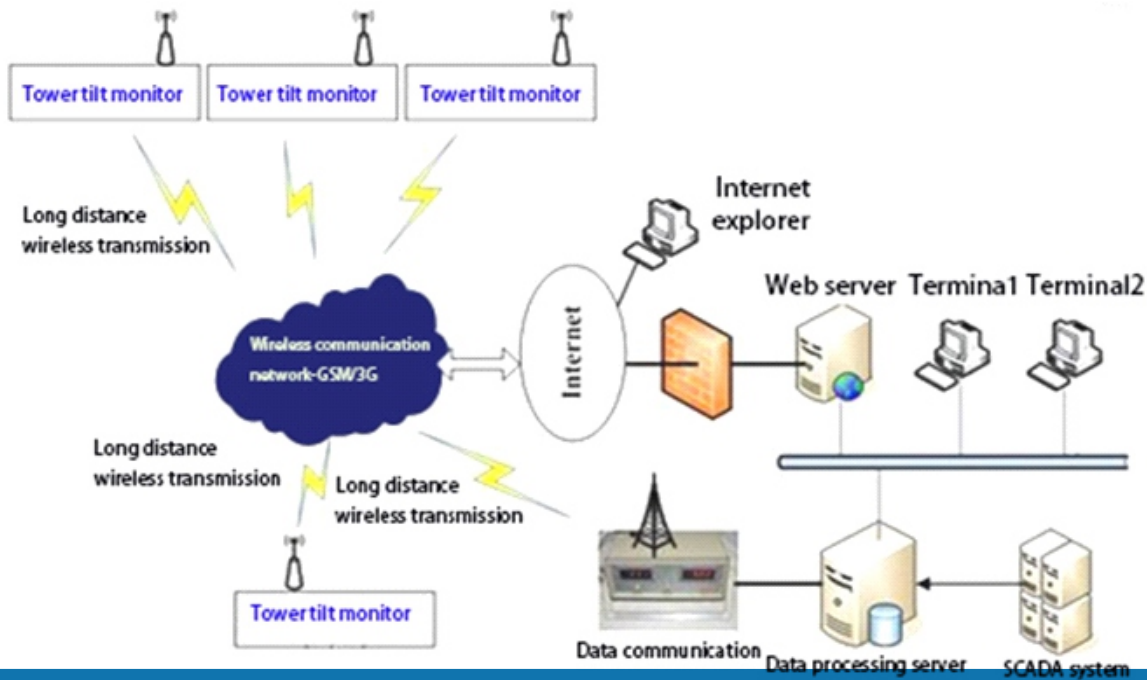 Tower tilt monitor
Tower tilt monitor
Tower tilt monitor
Long distance
wireless transmission
Internet
explorer
Web server
Termina1
Terminal2
Wireless communication
network-GSM/3G
Internet
Long distance
wireless transmission
Long distance
wireless transmission
Tower tilt monitor
Data communication
Data processing server
SCADA system